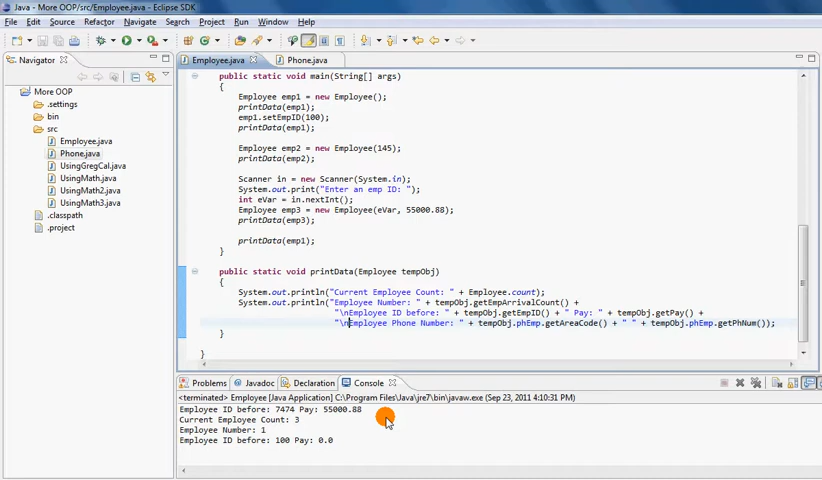 Java - More OOP/src/Employee.java - Eclipse SDK
File Edit Source Refactor Navigate Search Project Run Window Help
Navigator
More OOP
.settings
bin
src
Employee.java
Phone.java
UsingGregCal.java
UsingMath.java
UsingMath2.java
UsingMath3.java
.classpath
.project
Employee.java Phone.java
public static void main(String[] args)
{
Employee emp1 = new Employee();
printData(emp1);
emp1.setEmpID(100);
printData(emp1);
Employee emp2 = new Employee(145);
printData(emp2);
Scanner in = new Scanner(System.in);
System.out.print("Enter an emp ID: ");
int eVar = in.nextInt();
Employee emp3 = new Employee(eVar, 55000.88);
printData(emp3);
printData(emp1);
}
public static void printData(Employee tempObj)
{
System.out.println("Current Employee Count: " + Employee.count);
System.out.println("Employee Number: " + tempObj.getEmpArrivalCount() +
"\nEmployee ID before: " + tempObj.getEmpID() + " Pay: " + tempObj.getPay() +
"\nEmployee Phone Number: " + tempObj.phEmp.getAreaCode() + " " + tempObj.phEmp.getPhNum());
}
}
Problems Javadoc Declaration Console
<terminated> Employee [Java Application] C:\Program Files\Java\jre7\bin\javaw.exe (Sep 23, 2011 4:10:31 PM)
Employee ID before: 7474 Pay: 55000.88
Current Employee Count: 3
Employee Number: 1
Employee ID before: 100 Pay: 0.0